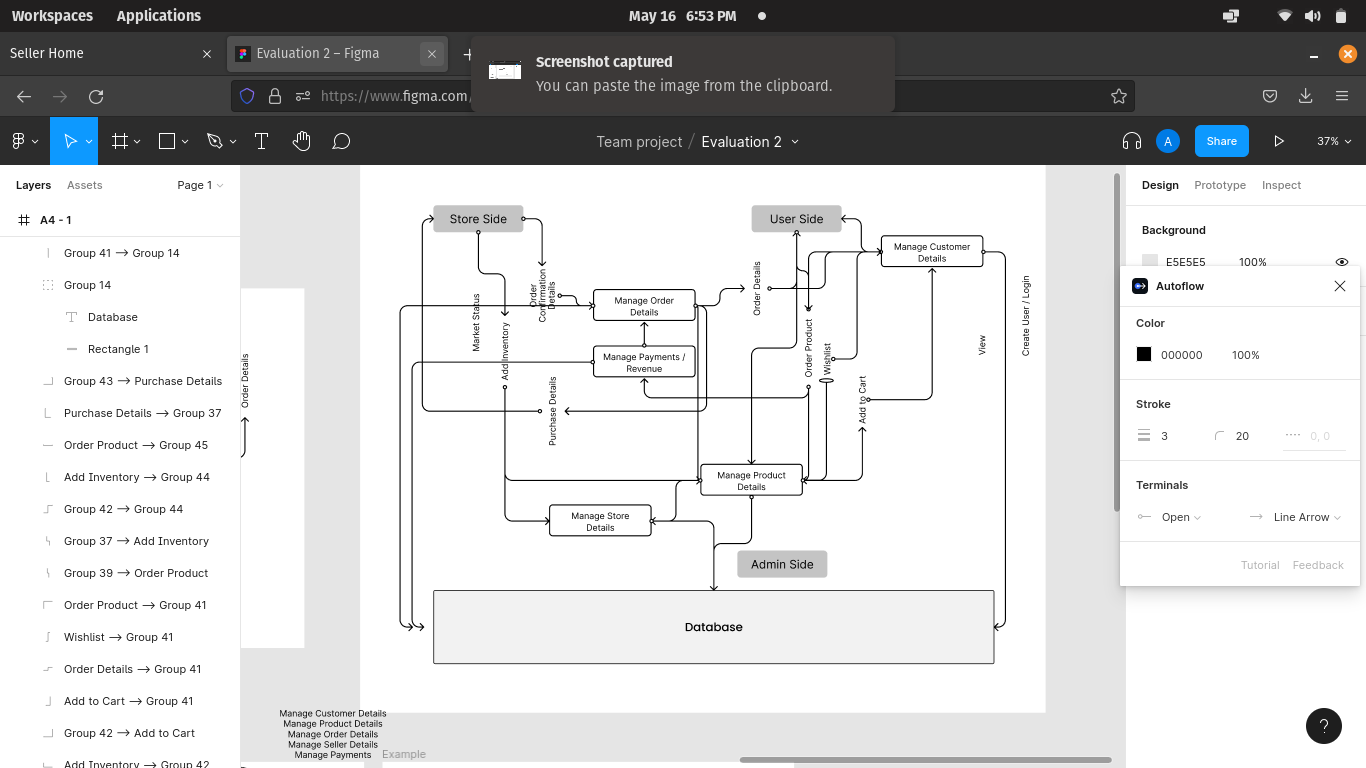 Workspaces Applications
May 16 6:53 PM
Seller Home
Evaluation 2 – Figma
Screenshot captured
You can paste the image from the clipboard.
https://www.figma.com/
Team project / Evaluation 2
A
Share
37%
Layers
Assets
Page 1
A4 - 1
Group 41 → Group 14
Group 14
Database
Rectangle 1
Group 43 → Purchase Details
Purchase Details → Group 37
Order Product → Group 45
Add Inventory → Group 44
Group 42 → Group 44
Group 37 → Add Inventory
Group 39 → Order Product
Order Product → Group 41
Wishlist → Group 41
Order Details → Group 41
Add to Cart → Group 41
Group 42 → Add to Cart
Add Inventory → Group 42
Order Details
Store Side
User Side
Manage Customer
Details
Order
Confirmation
Details
Market Status
Add Inventory
Manage Order
Details
Order Details
Manage Payments /
Revenue
Purchase Details
Order Product
Wishlist
Add to Cart
View
Create User / Login
Manage Product
Details
Manage Store
Details
Admin Side
Database
Manage Customer Details
Manage Product Details
Manage Order Details
Manage Seller Details
Manage Payments
Example
Design
Prototype
Inspect
Background
E5E5E5
100%
Autoflow
Color
000000
100%
Stroke
3
20
0, 0
Terminals
Open
Line Arrow
Tutorial
Feedback
?